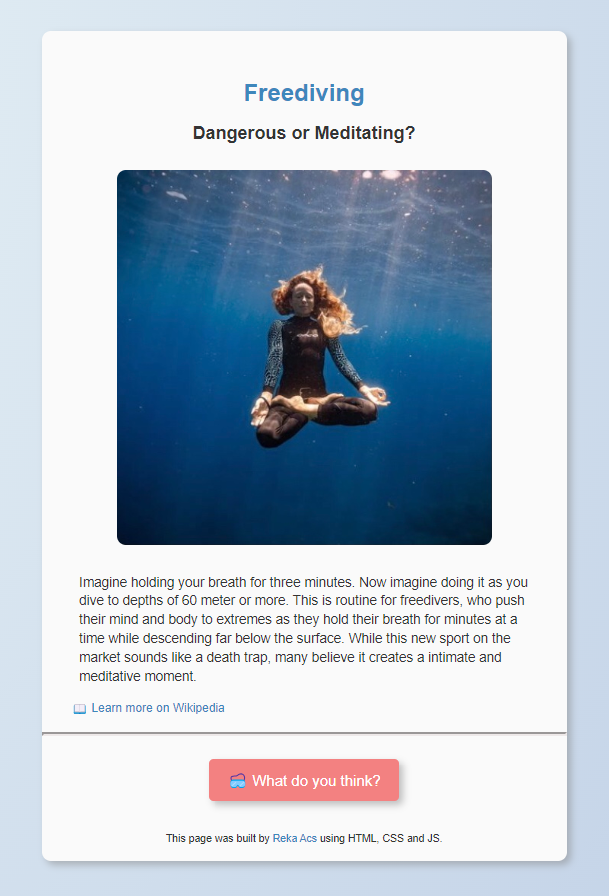 Freediving
Dangerous or Meditating?
Imagine holding your breath for three minutes. Now imagine doing it as you
dive to depths of 60 meter or more. This is routine for freedivers, who push
their mind and body to extremes as they hold their breath for minutes at a
time while descending far below the surface. While this new sport on the
market sounds like a death trap, many believe it creates a intimate and
meditative moment.
📖 Learn more on Wikipedia
🤿 What do you think?
This page was built by Reka Acs using HTML, CSS and JS.